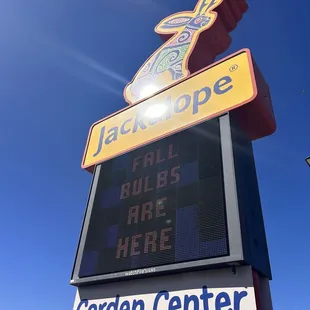 Jackalope®
FALL
BULBS
ARE
HERE
Garden Center